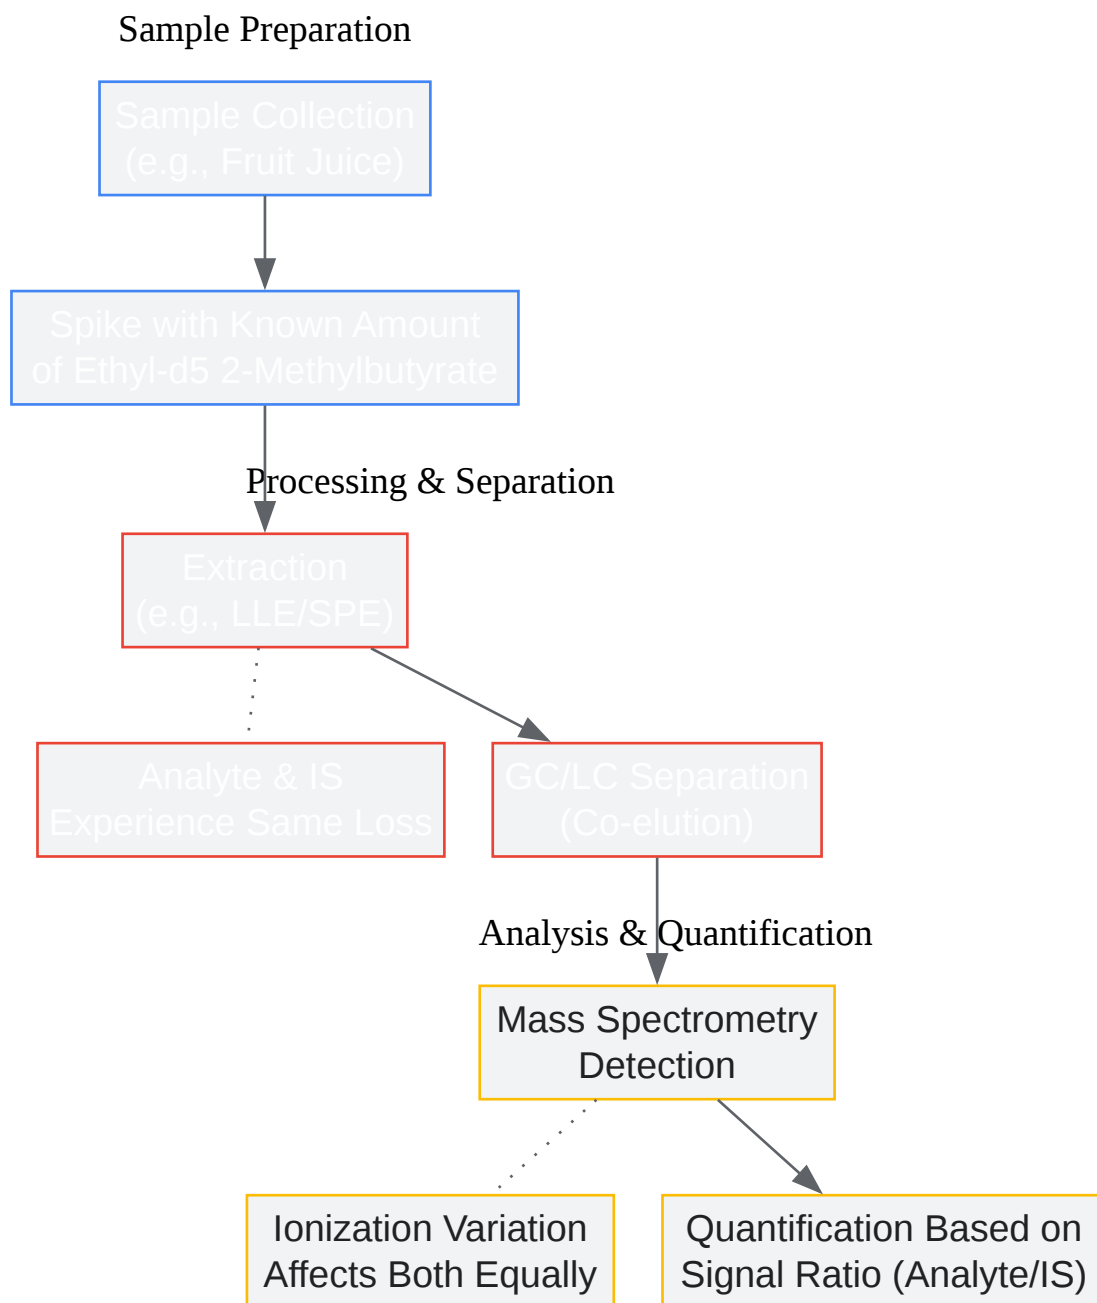 Sample Preparation
Sample Collection
(e.g., Fruit Juice)
Spike with Known Amount
of Ethyl-d5 2-Methylbutyrate
Processing & Separation
Extraction
(e.g., LLE/SPE)
Analyte & IS
Experience Same Loss
GC/LC Separation
(Co-elution)
Analysis & Quantification
Mass Spectrometry
Detection
Ionization Variation
Affects Both Equally
Quantification Based on
Signal Ratio (Analyte/IS)